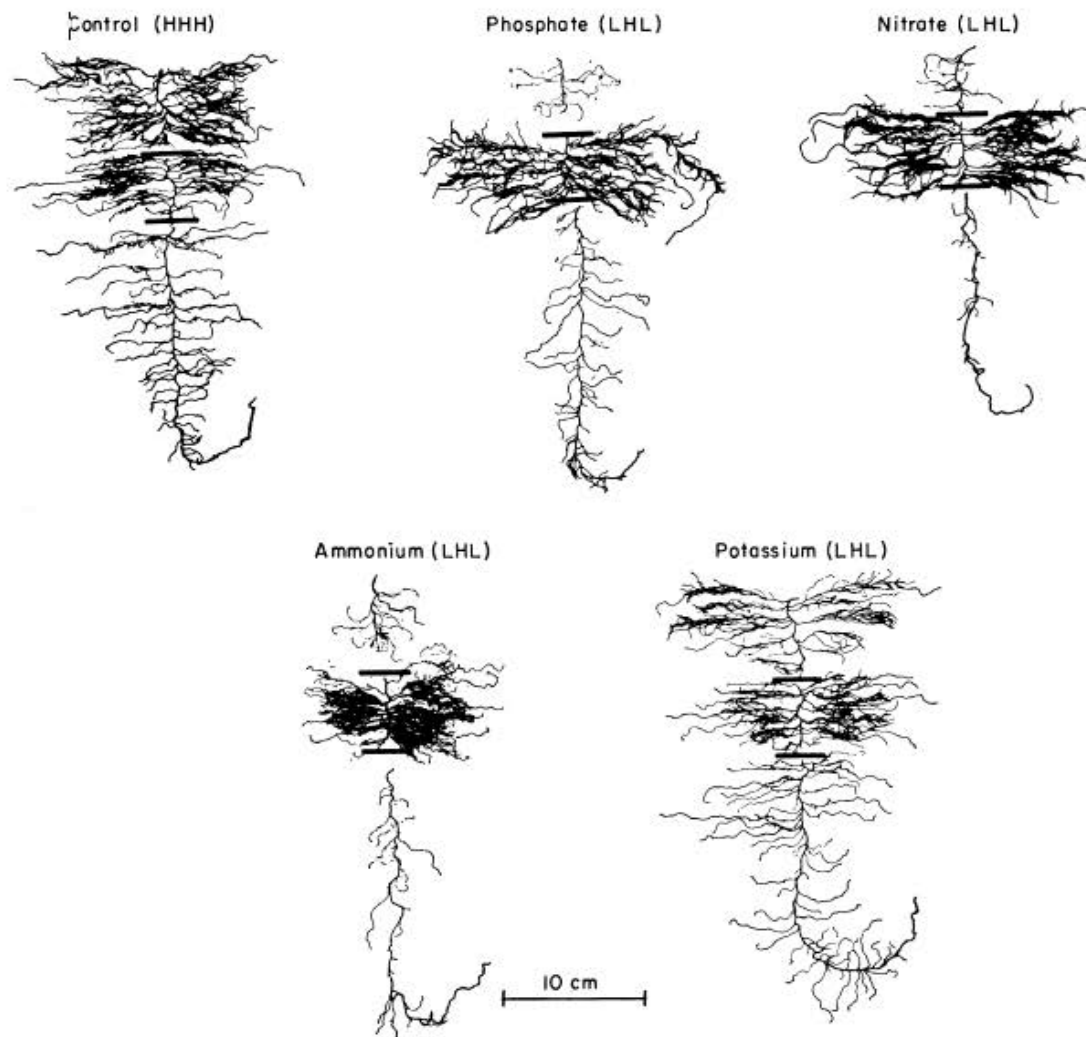 Control (HHH)
Phosphate (LHL)
Nitrate (LHL)
Ammonium (LHL)
Potassium (LHL)
10 cm